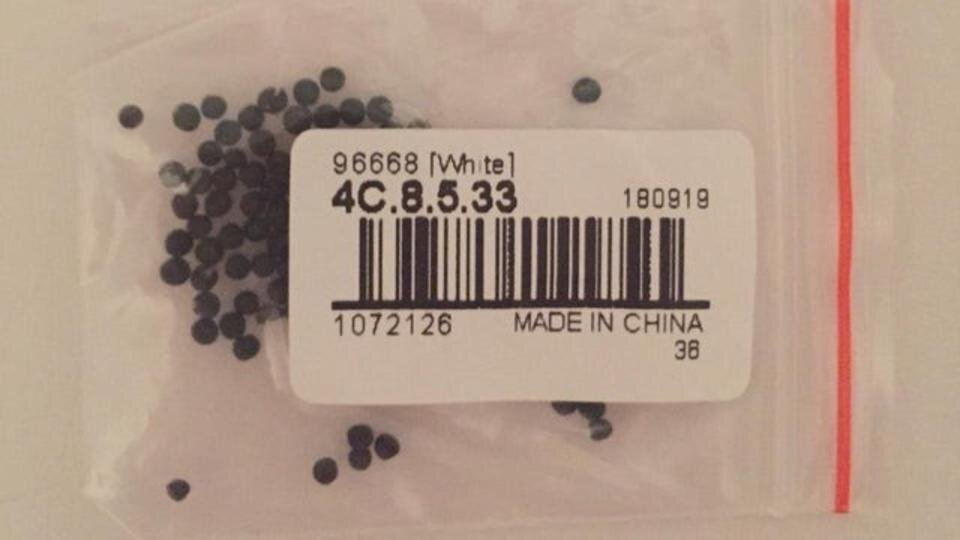 96668 [White]
4C.8.5.33 180919
1072126 MADE IN CHINA
36